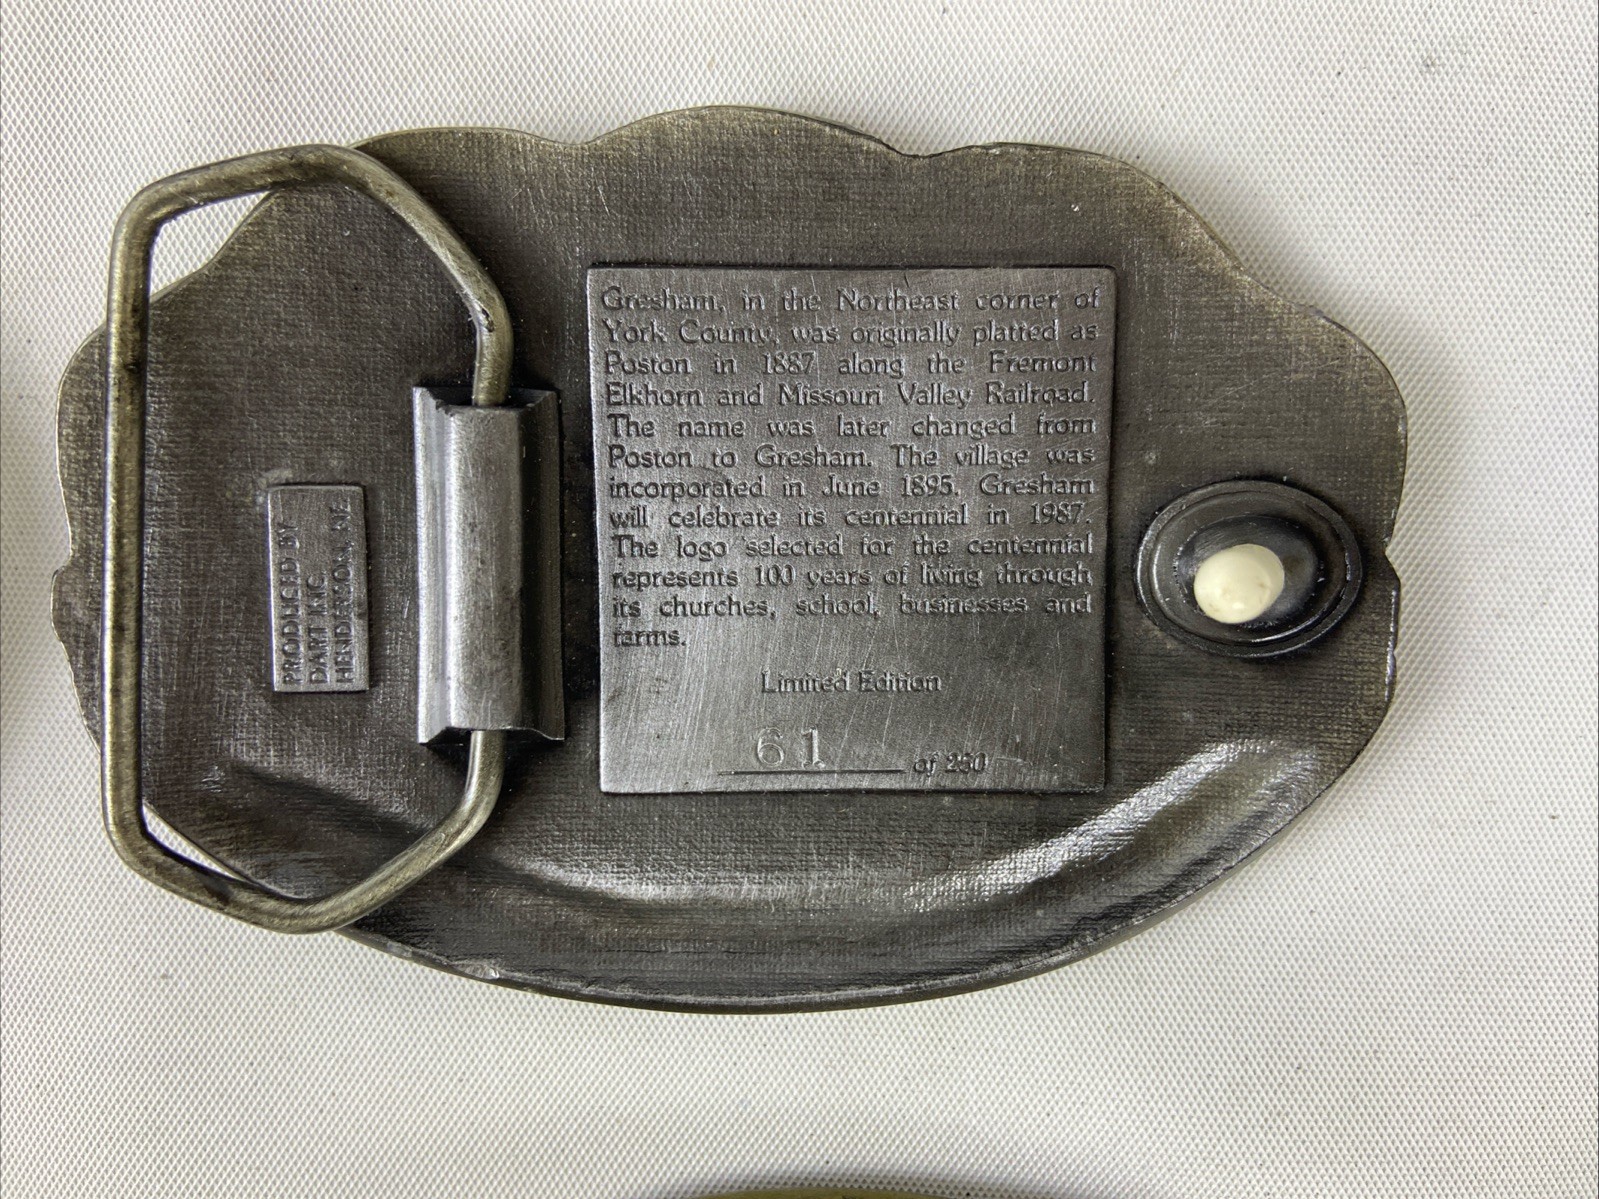 Gresham, in the Northeast corner of
York County, was originally platted as
Poston in 1887 along the Fremont
Elkhorn and Missouri Valley Railroad.
The name was later changed from
Poston to Gresham. The village was
incorporated in June 1895. Gresham
will celebrate its centennial in 1987.
The logo selected for the centennial
represents 100 years of living through
its churches, school, businesses and
farms.
Limited Edition
61 of 250
PRODUCED BY
DART INC.
HENDERSON, NE